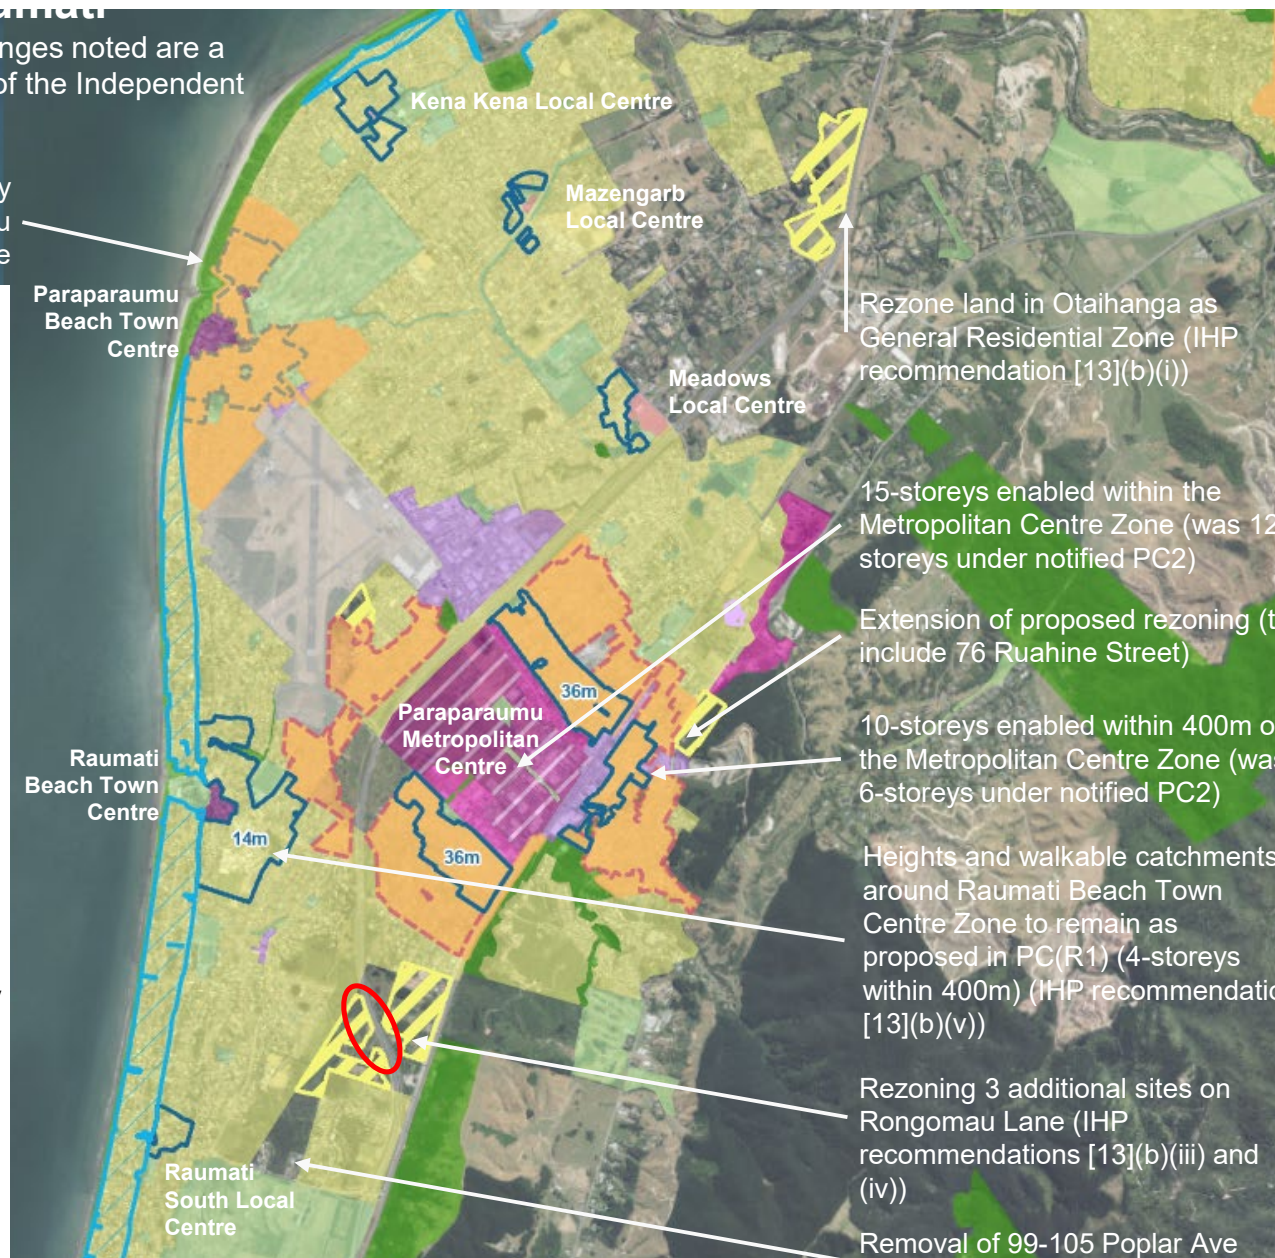 nges noted are a
of the Independent
Kena Kena Local Centre
Mazengarb
Local Centre
Paraparaumu
Beach Town
Centre
Rezone land in Otaihanga as
General Residential Zone (IHP
recommendation [13](b)(i))
Meadows
Local Centre
15-storeys enabled within the
Metropolitan Centre Zone (was 12
storeys under notified PC2)
Extension of proposed rezoning (t
include 76 Ruahine Street)
36m
Paraparaumu
Metropolitan
Centre
10-storeys enabled within 400m o
the Metropolitan Centre Zone (was
6-storeys under notified PC2)
Raumati
Beach Town
Centre
14m
36m
Heights and walkable catchments
around Raumati Beach Town
Centre Zone to remain as
proposed in PC(R1) (4-storeys
within 400m) (IHP recommendatio
[13](b)(v))
Rezoning 3 additional sites on
Rongomau Lane (IHP
recommendations [13](b)(iii) and
(iv))
Raumati
South Local
Centre
Removal of 99-105 Poplar Ave